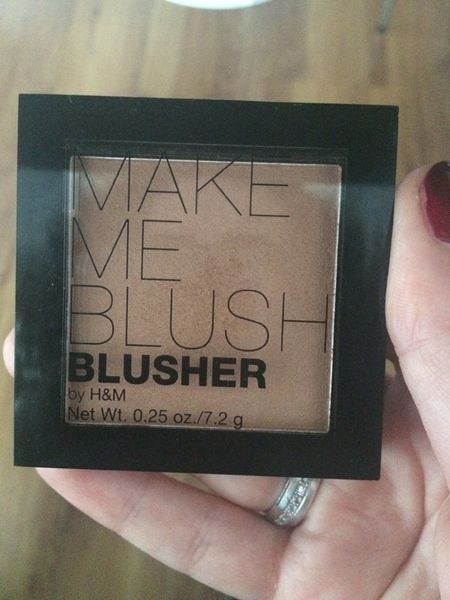 MAKE
ME
BLUSH
BLUSHER
by H&M
Net Wt. 0.25 oz./7.2 g